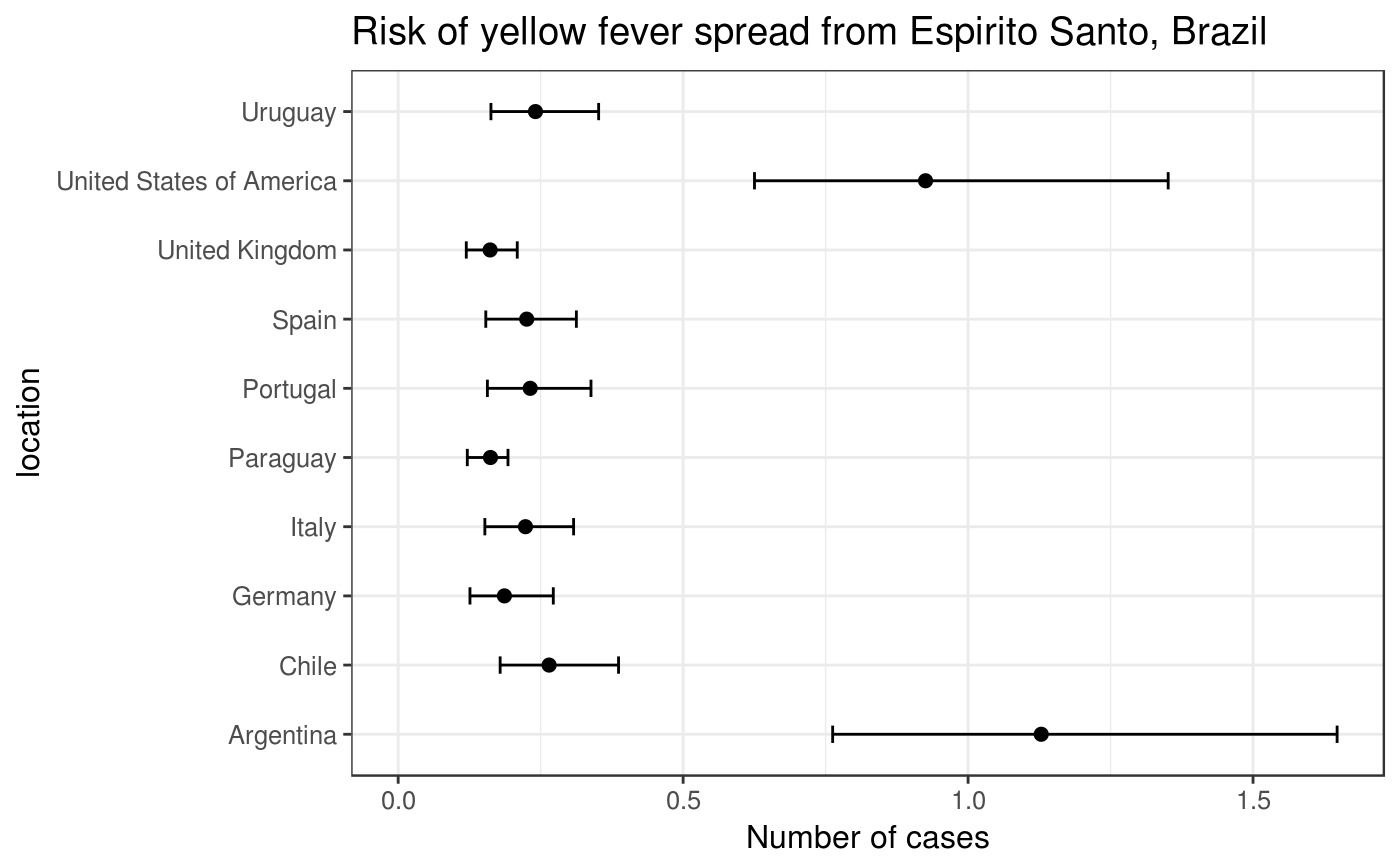 Risk of yellow fever spread from Espirito Santo, Brazil
Uruguay
United States of America
United Kingdom
Spain
Portugal
Paraguay
Italy
Germany
Chile
Argentina
location
0.0 0.5 1.0 1.5
Number of cases